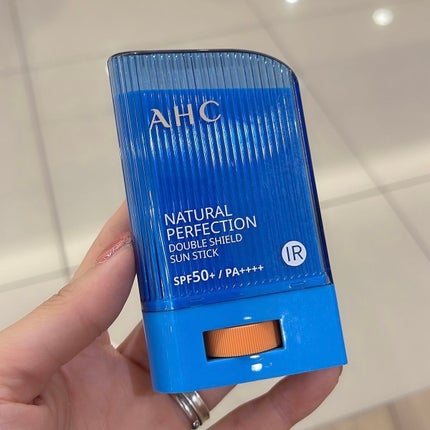 AHC
NATURAL
PERFECTION
DOUBLE SHIELD
SUN STICK
IR
SPF50+ / PA++++